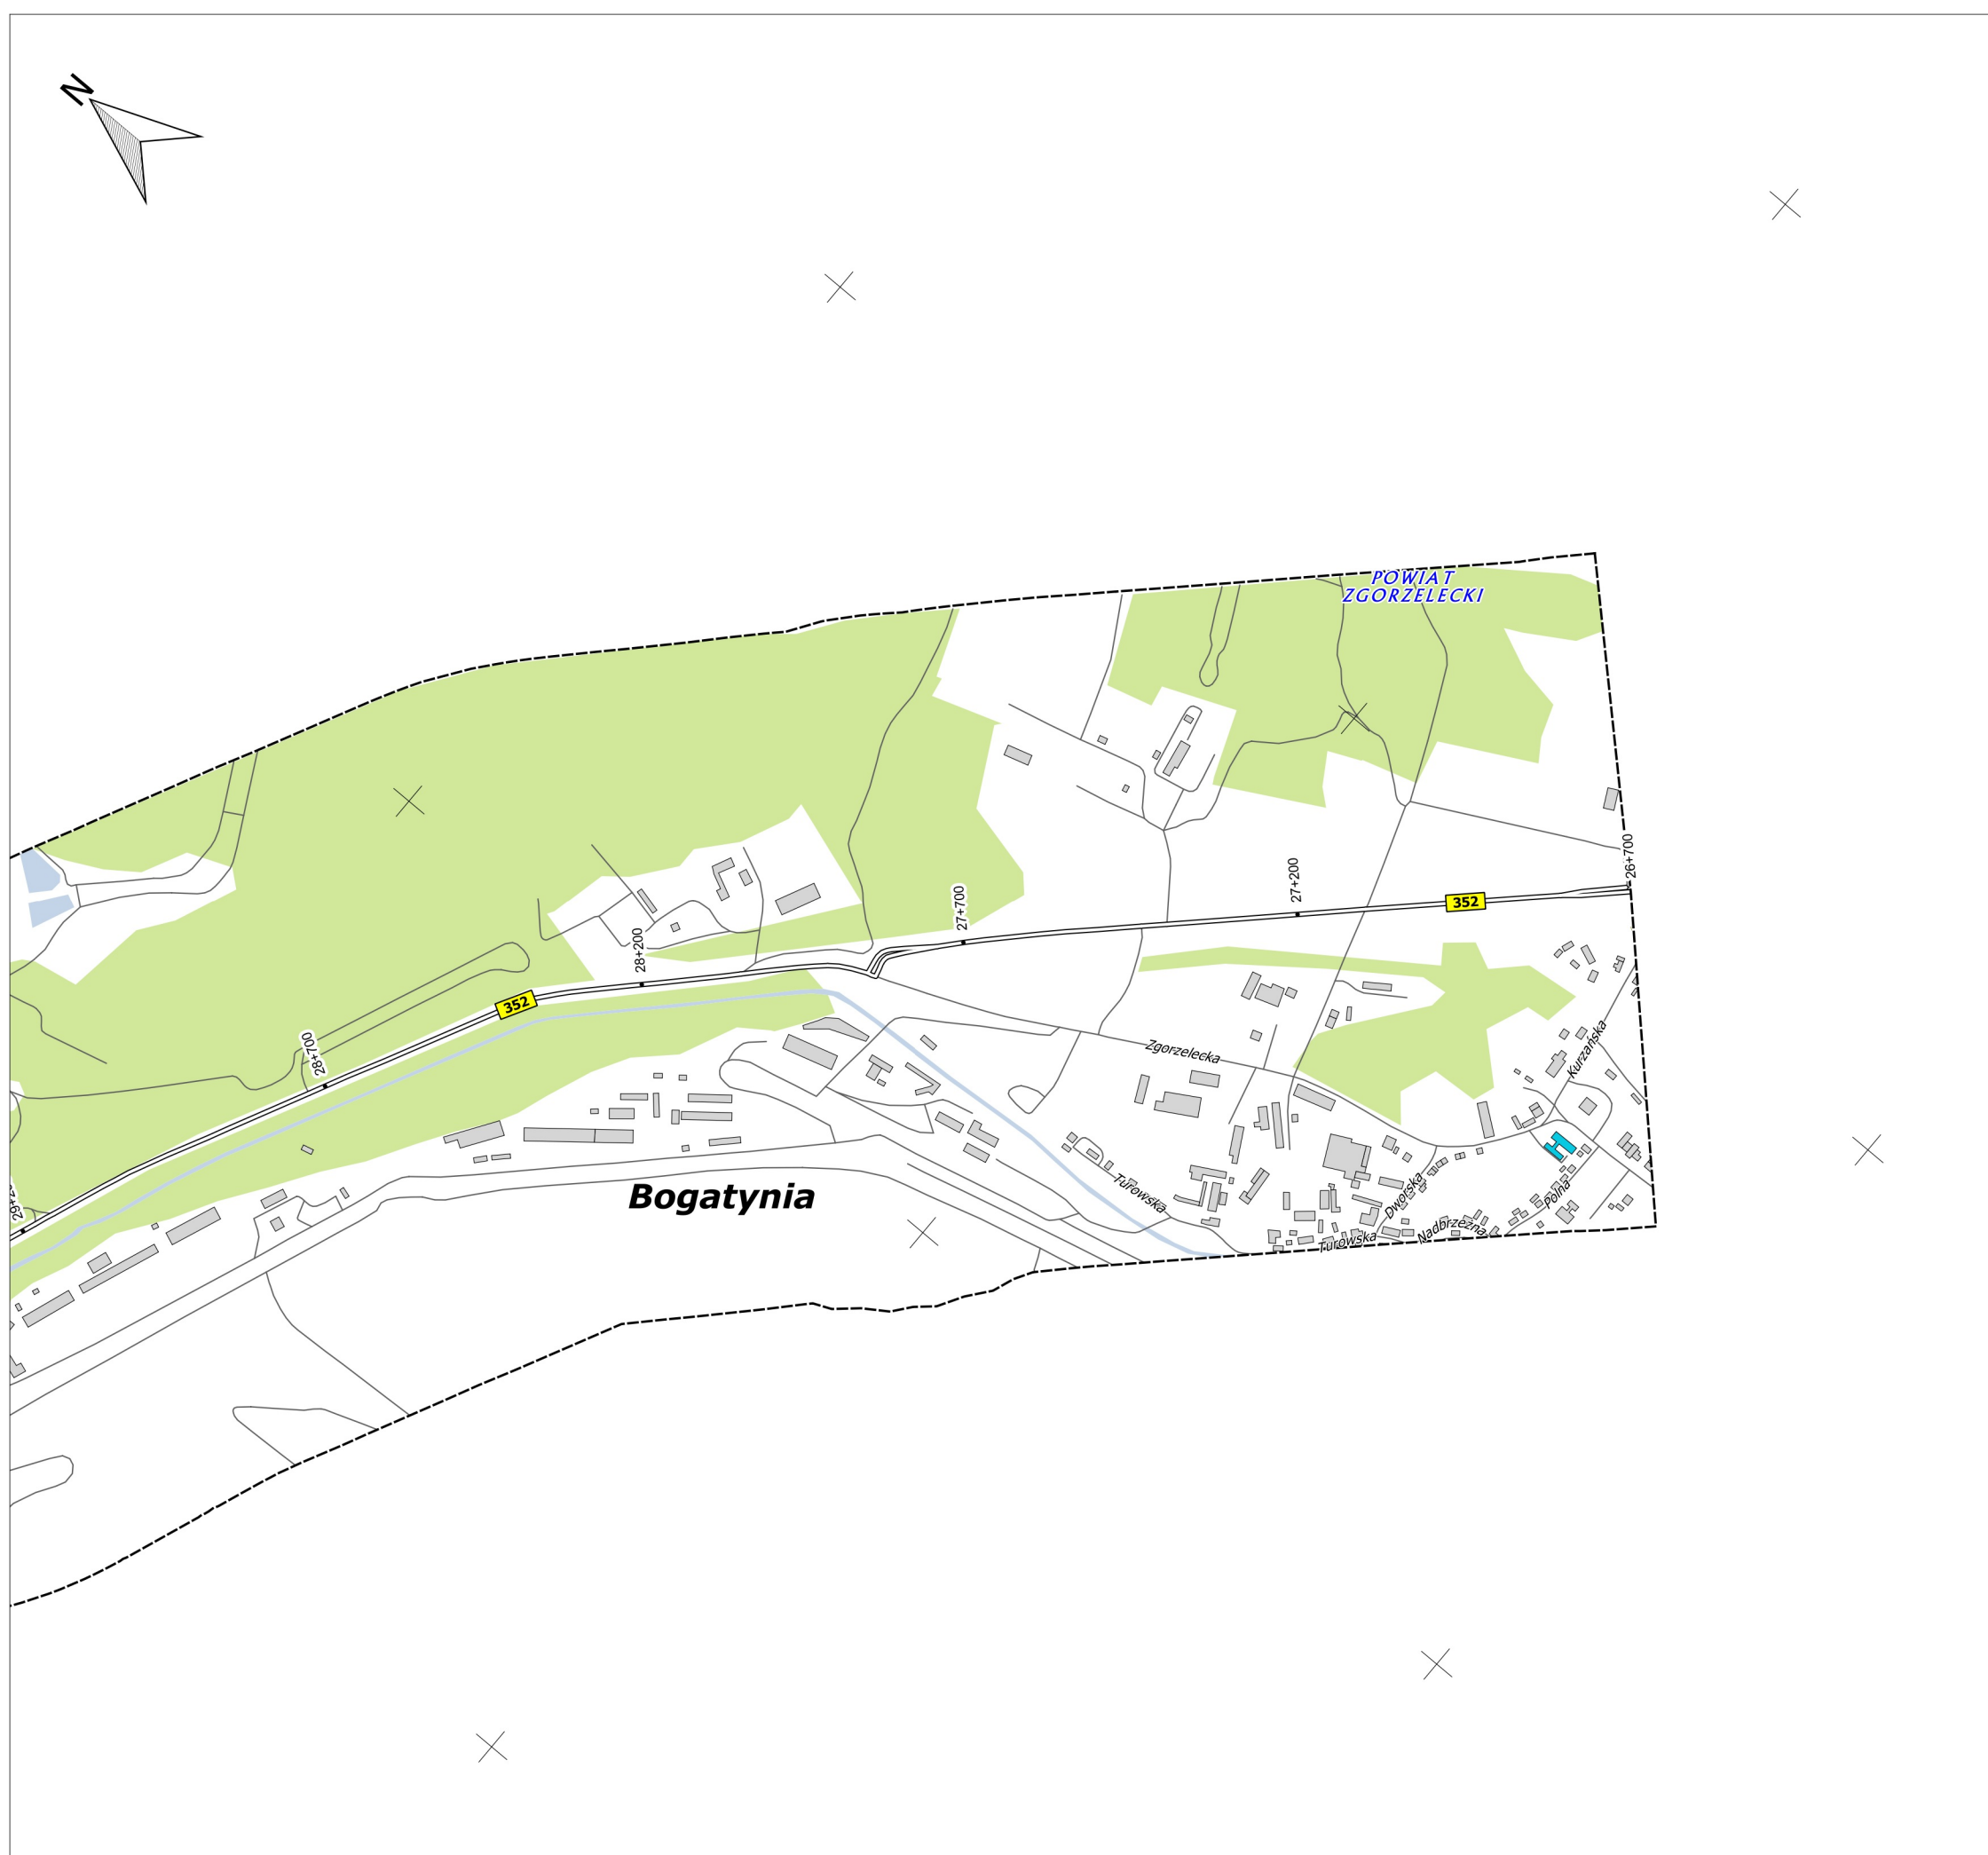 N
POWIAT
ZGORZELECKI
26+700
27+200
352
27+700
28+200
352
28+700
Zgorzelecka
Kurzańska
Bogatynia
Turowska
Dworska
Polna
Nadbrzeżna
Turowska